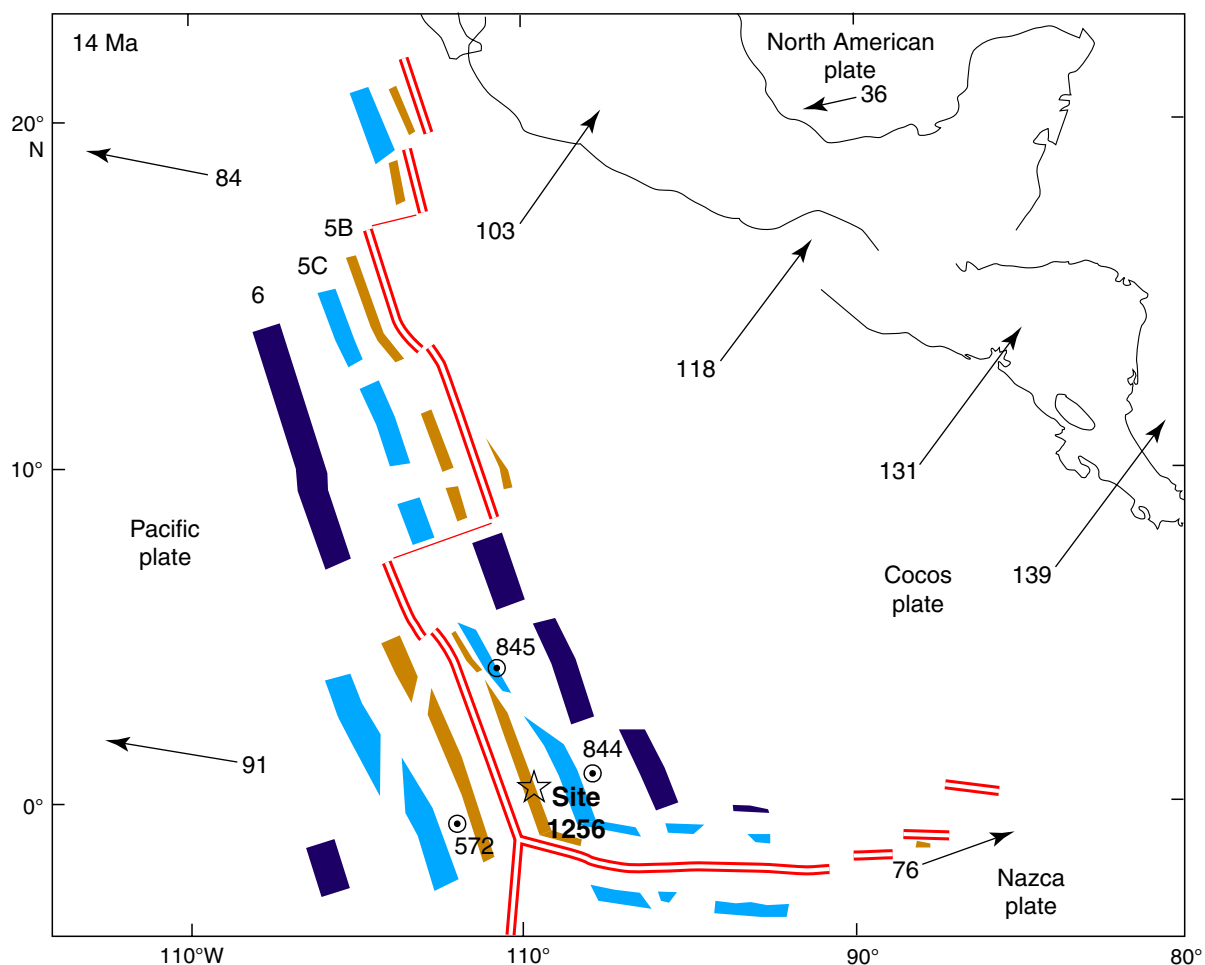 14 Ma
North American
plate
36
20°
N
84
103
5B
5C
6
118
10°
131
Pacific
plate
139
Cocos
plate
845
844
91
0°
Site
1256
572
76
Nazca
plate
110°W
110°
90°
80°